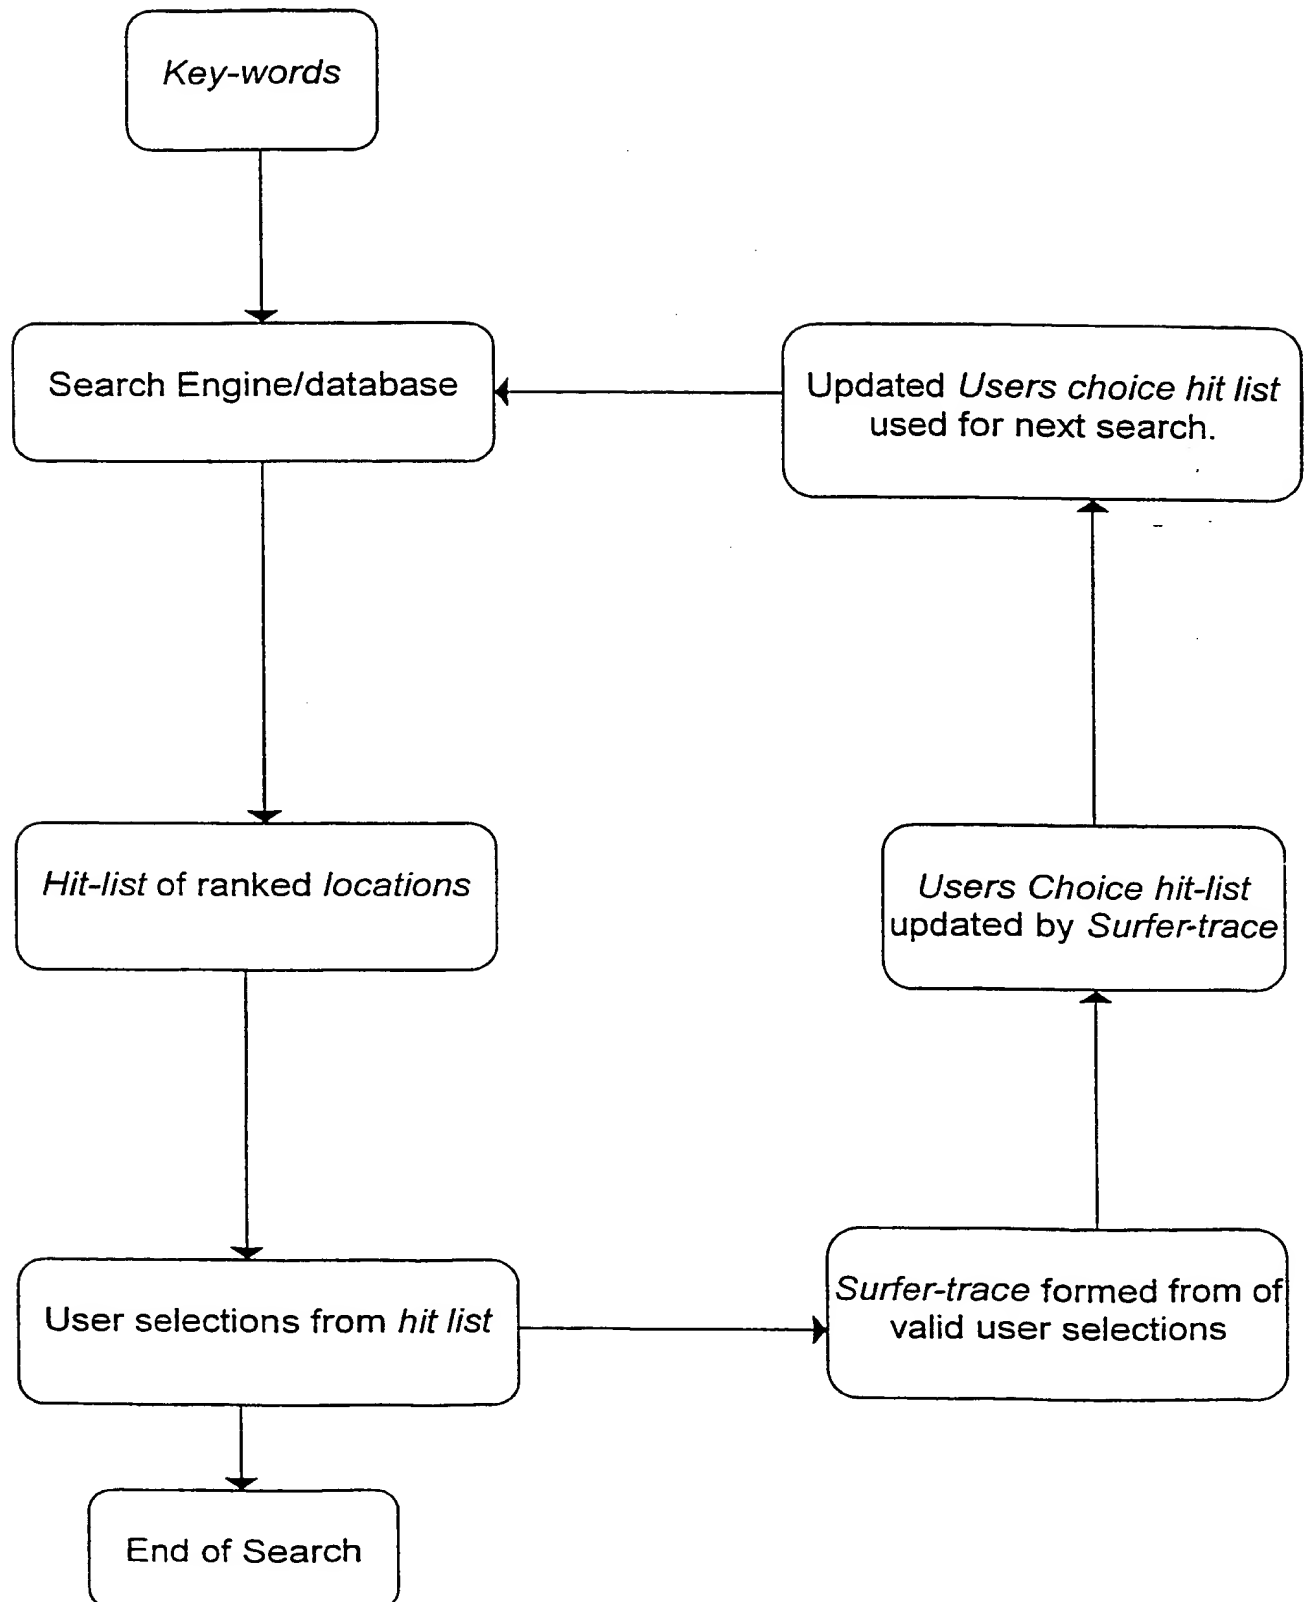 Key-words
Search Engine/database
Updated Users choice hit list
used for next search.
Hit-list of ranked locations
Users Choice hit-list
updated by Surfer-trace
User selections from hit list
Surfer-trace formed from of
valid user selections
End of Search